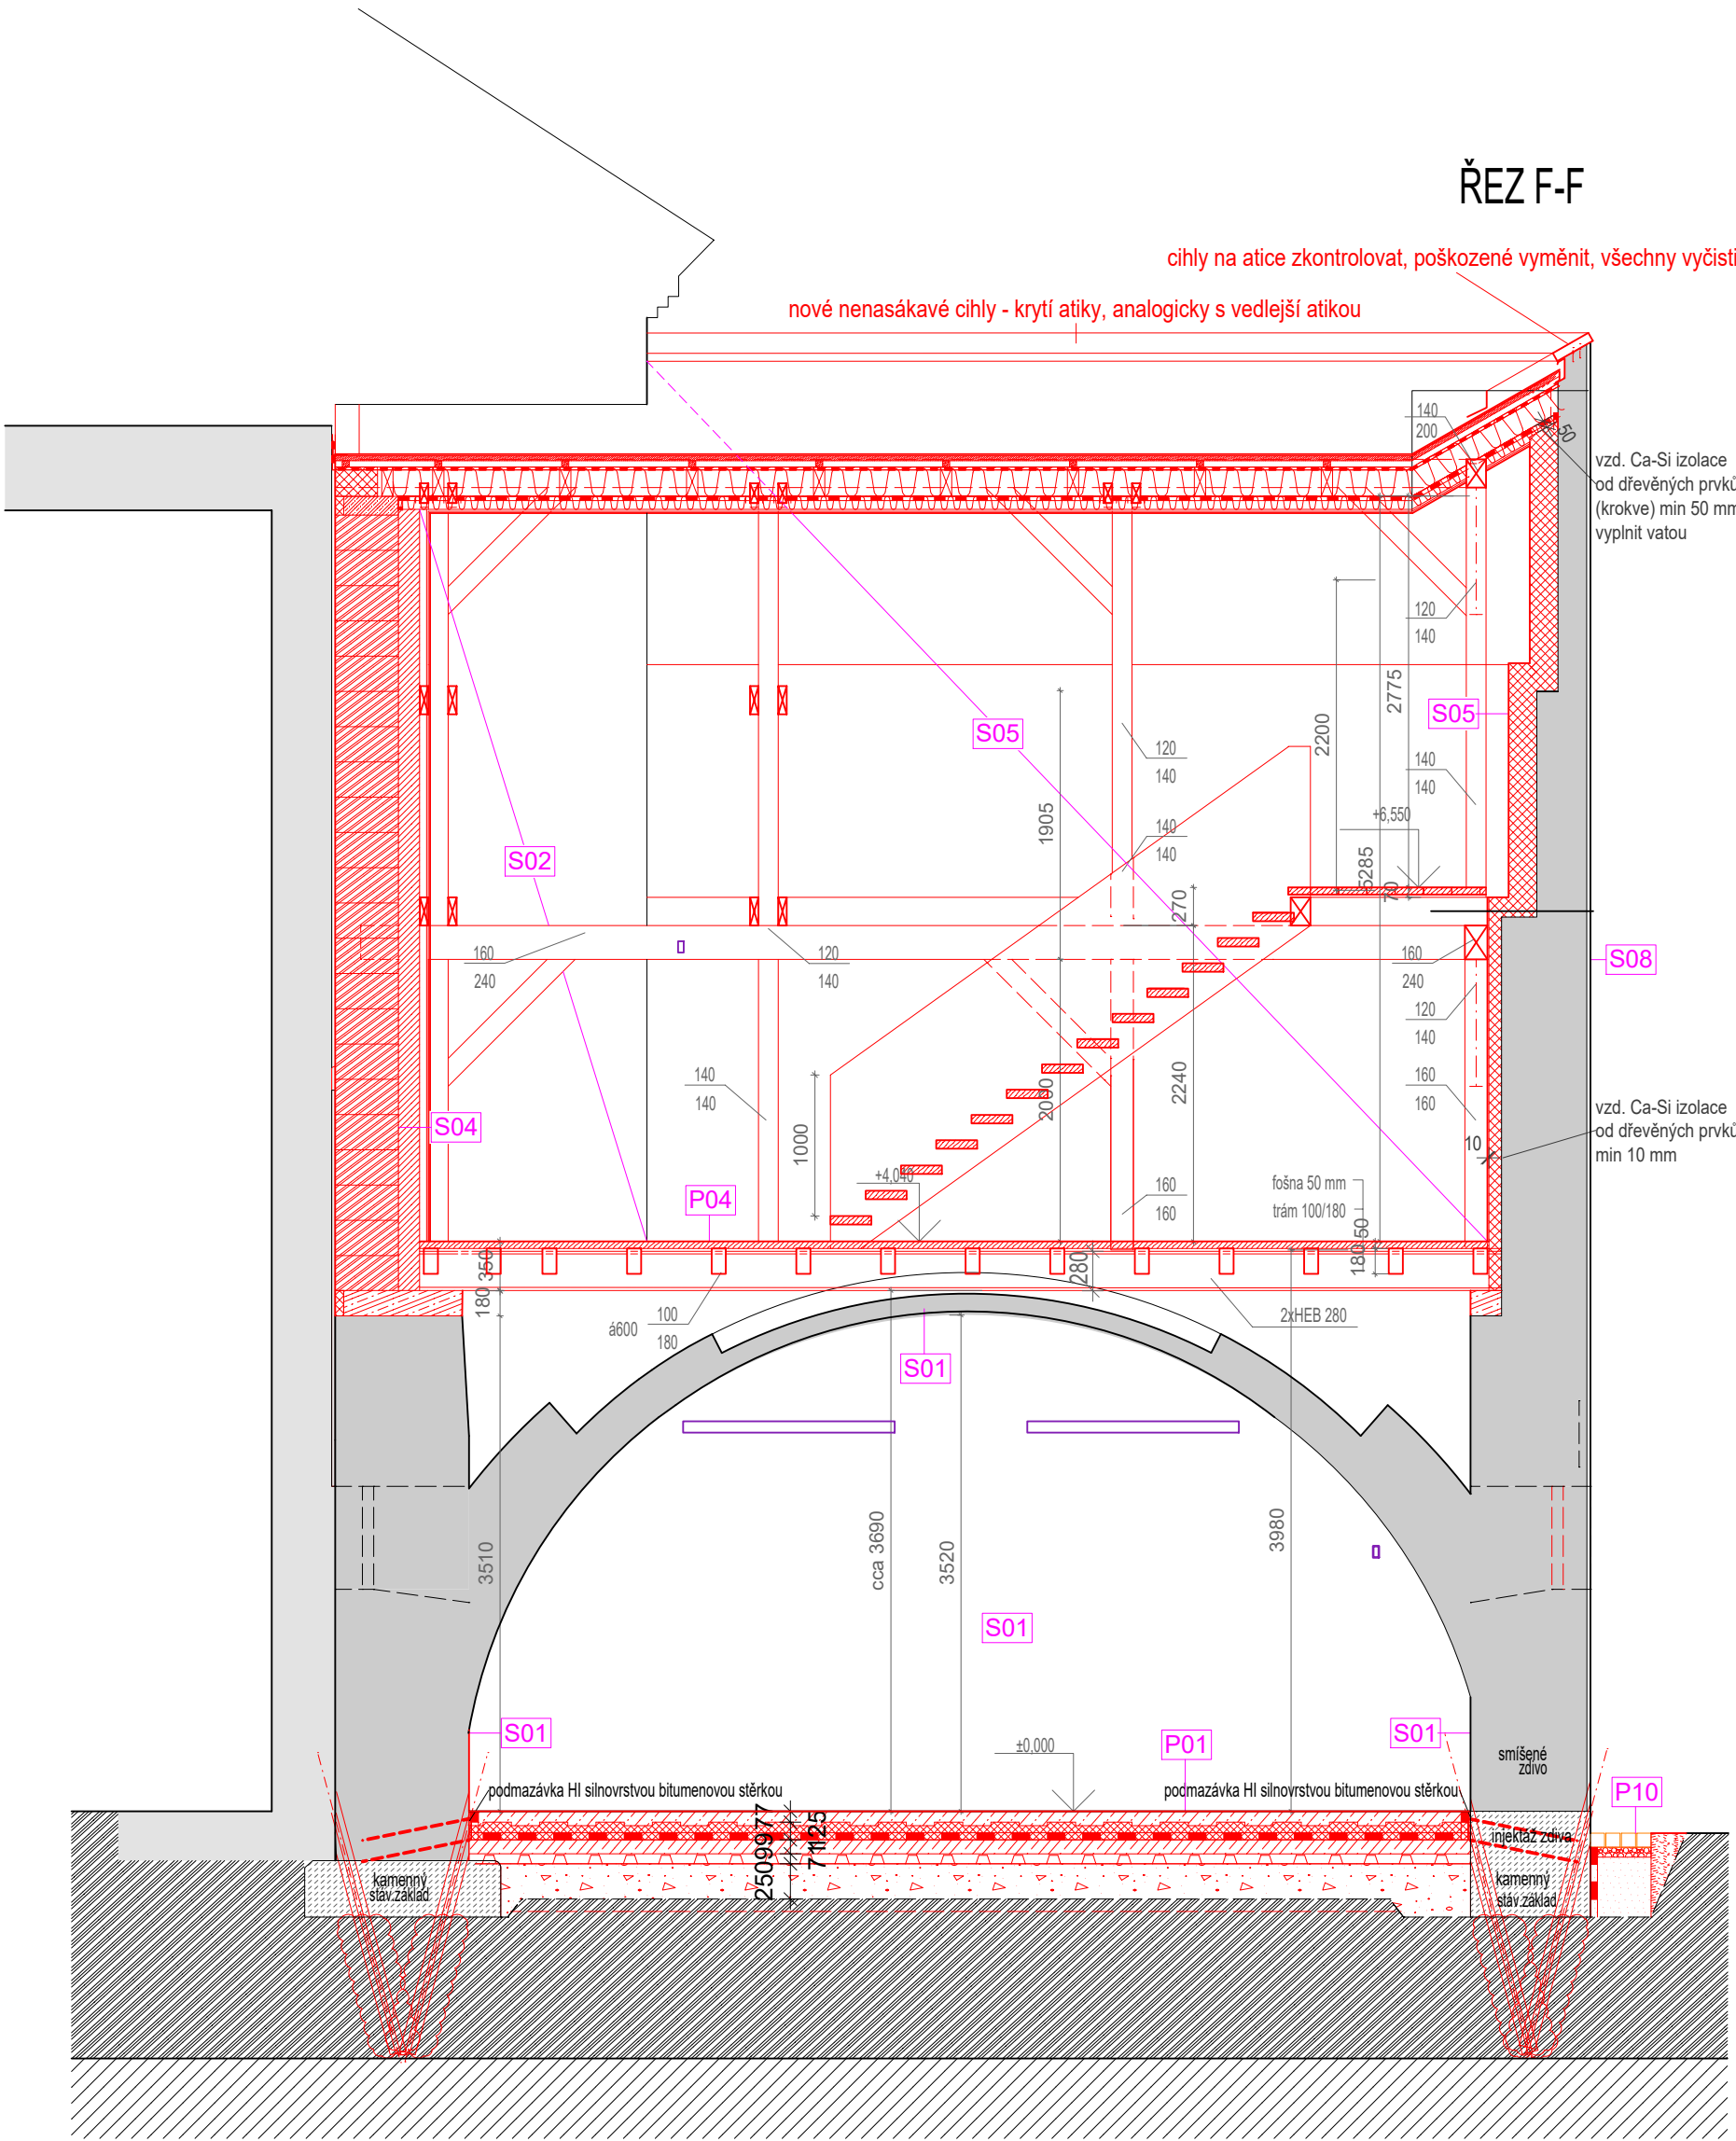 ŘEZ F-F
cihly na atice zkontrolovat, poškozené vyměnit, všechny vyčisti
nové nenasákavé cihly - krytí atiky, analogicky s vedlejší atikou
140
200
50
vzd. Ca-Si izolace
od dřevěných prvků
(krokve) min 50 mm
vyplnit vatou
120
140
2775
2200
S05
S05
120
140
140
140
1905
+6,550
140
140
S02
5285
70
270
160
240
120
140
160
240
S08
120
140
140
140
2000
2240
160
160
1000
S04
vzd. Ca-Si izolace
od dřevěných prvků
min 10 mm
10
+4,040
P04
160
160
fošna 50 mm
trám 100/180
50
180
350
180
280
á600
100
180
2xHEB 280
S01
3510
cca 3690
3520
3980
S01
S01
±0,000
P01
S01
smíšené
zdivo
podmazávka HI silnovrstvou bitumenovou stěrkou
podmazávka HI silnovrstvou bitumenovou stěrkou
P10
injektáž zdiva
kamenný
stáv.základ
kamenný
stáv.základ